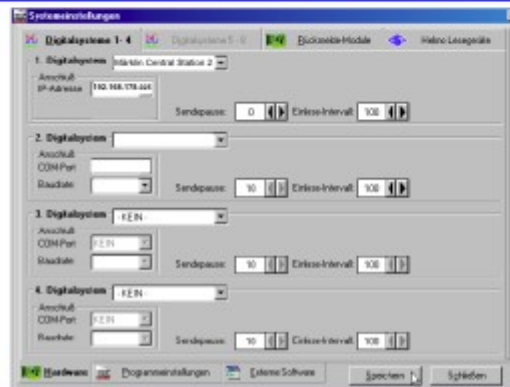 Systemeinstellungen
Digitalsysteme 1- 4 Digitalsysteme 5 - 8 Rückmelde-Module Helmo Lesegeräte
1. Digitalsystem Märklin Central Station 2
Anschluß
IP-Adresse 192.168.178.
Sendepause: 0 Einlese-Intervall: 100
2. Digitalsystem
Anschluß
COM-Port
Baudrate
Sendepause: 10 Einlese-Intervall: 100
3. Digitalsystem - KEIN -
Anschluß
COM-Port KEIN
Baudrate
Sendepause: 10 Einlese-Intervall: 100
4. Digitalsystem - KEIN -
Anschluß
COM-Port KEIN
Baudrate
Sendepause: 10 Einlese-Intervall: 100
Hardware Programmeinstellungen Externe Software Speichern Schließen